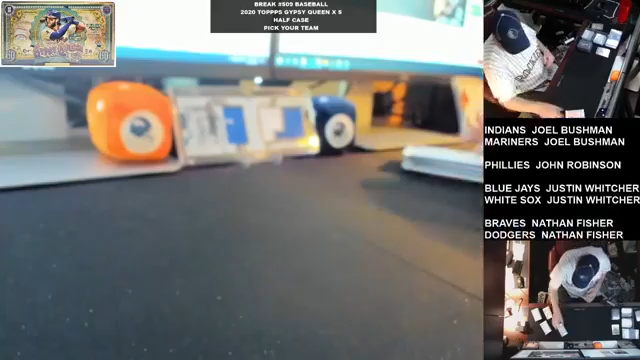 BREAK #509 BASEBALL
2020 TOPPPS GYPSY QUEEN X 5
HALF CASE
PICK YOUR TEAM
INDIANS JOEL BUSHMAN
MARINERS JOEL BUSHMAN
PHILLIES JOHN ROBINSON
BLUE JAYS JUSTIN WHITCHER
WHITE SOX JUSTIN WHITCHER
BRAVES NATHAN FISHER
DODGERS NATHAN FISHER